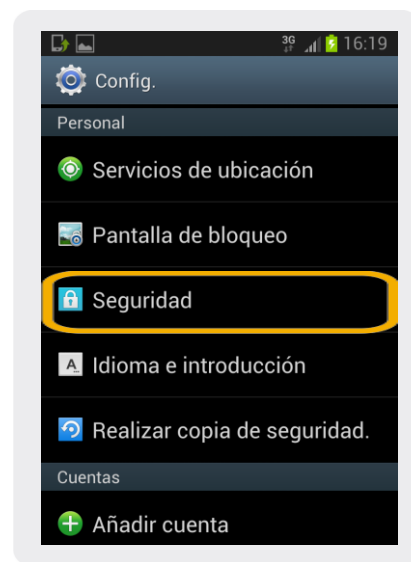 3G 16:19
Config.
Personal
Servicios de ubicación
Pantalla de bloqueo
Seguridad
A Idioma e introducción
Realizar copia de seguridad.
Cuentas
Añadir cuenta